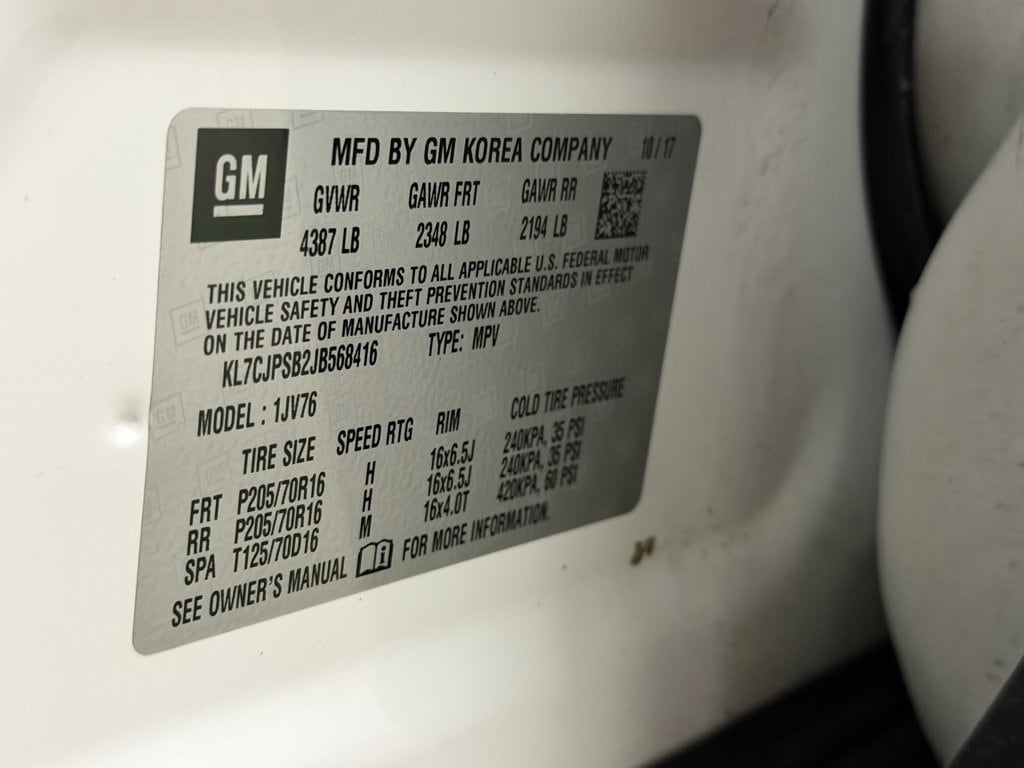 GM
MFD BY GM KOREA COMPANY 10/17
GVWR GAWR FRT GAWR RR
4387 LB 2348 LB 2194 LB
THIS VEHICLE CONFORMS TO ALL APPLICABLE U.S. FEDERAL MOTOR
VEHICLE SAFETY AND THEFT PREVENTION STANDARDS IN EFFECT
ON THE DATE OF MANUFACTURE SHOWN ABOVE.
KL7CJPSB2JB568416 TYPE: MPV
MODEL : 1JV76
TIRE SIZE SPEED RTG RIM COLD TIRE PRESSURE
FRT P205/70R16 H 16x6.5J 240KPA, 35 PSI
RR P205/70R16 H 16x6.5J 240KPA, 35 PSI
SPA T125/70D16 M 16x4.0T 420KPA, 60 PSI
SEE OWNER'S MANUAL FOR MORE INFORMATION.